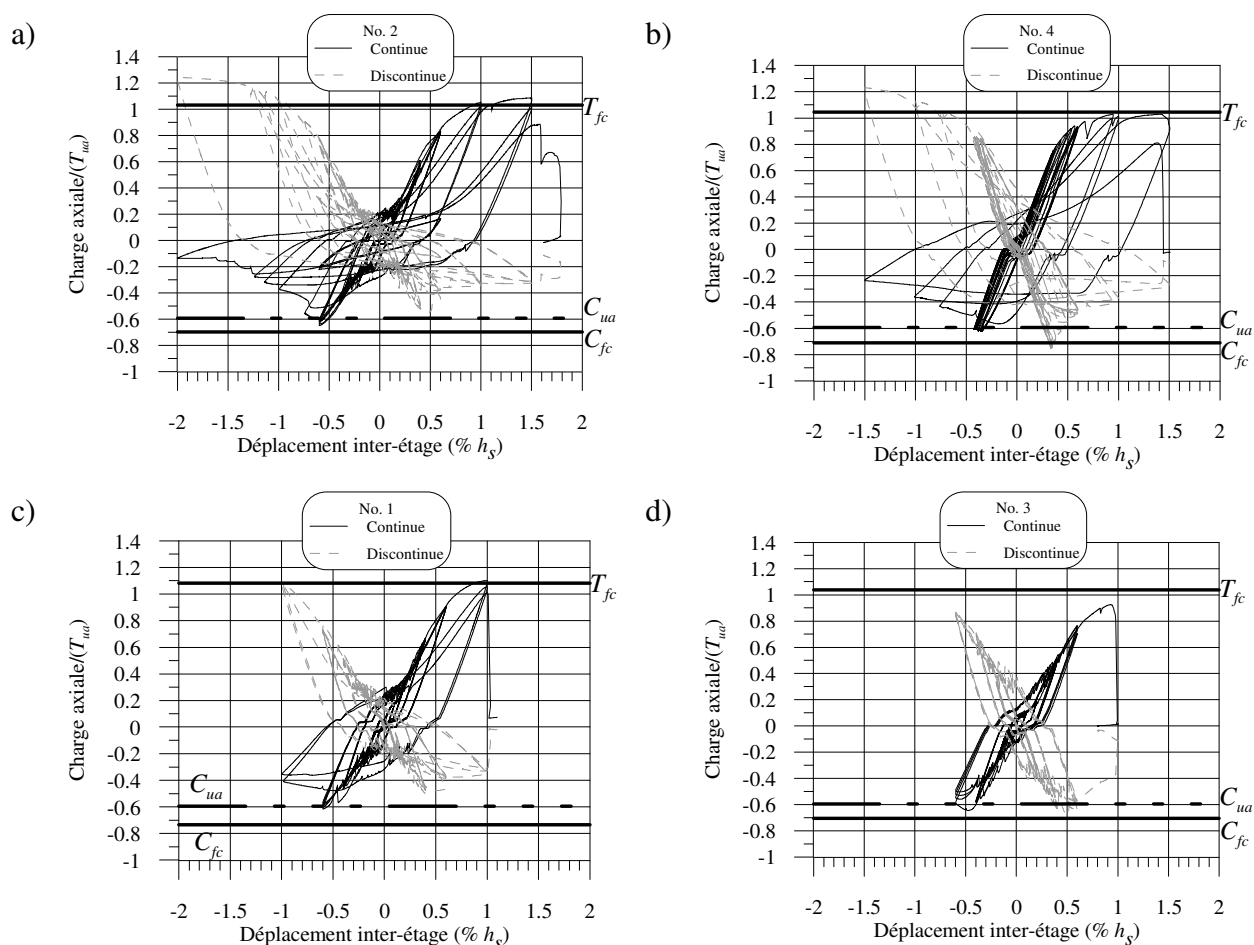 a)
No. 2
Continue
Discontinue
1.4
1.2
1
0.8
0.6
0.4
0.2
0
-0.2
-0.4
-0.6
-0.8
-1
Charge axiale/(Tua)
Tfc
Cua
Cfc
-2 -1.5 -1 -0.5 0 0.5 1 1.5 2
Déplacement inter-étage (% hs)
b)
No. 4
Continue
Discontinue
1.4
1.2
1
0.8
0.6
0.4
0.2
0
-0.2
-0.4
-0.6
-0.8
-1
Charge axiale/(Tua)
Tfc
Cua
Cfc
-2 -1.5 -1 -0.5 0 0.5 1 1.5 2
Déplacement inter-étage (% hs)
c)
No. 1
Continue
Discontinue
1.4
1.2
1
0.8
0.6
0.4
0.2
0
-0.2
-0.4
-0.6
-0.8
-1
Charge axiale/(Tua)
Tfc
Cua
Cfc
-2 -1.5 -1 -0.5 0 0.5 1 1.5 2
Déplacement inter-étage (% hs)
d)
No. 3
Continue
Discontinue
1.4
1.2
1
0.8
0.6
0.4
0.2
0
-0.2
-0.4
-0.6
-0.8
-1
Charge axiale/(Tua)
Tfc
Cua
Cfc
-2 -1.5 -1 -0.5 0 0.5 1 1.5 2
Déplacement inter-étage (% hs)